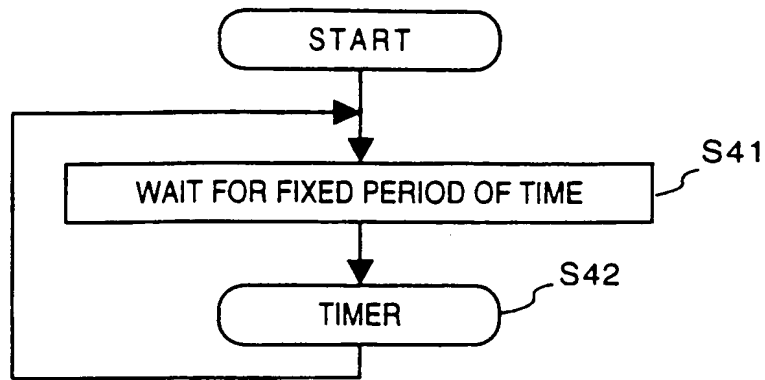 START
WAIT FOR FIXED PERIOD OF TIME
S41
TIMER
S42